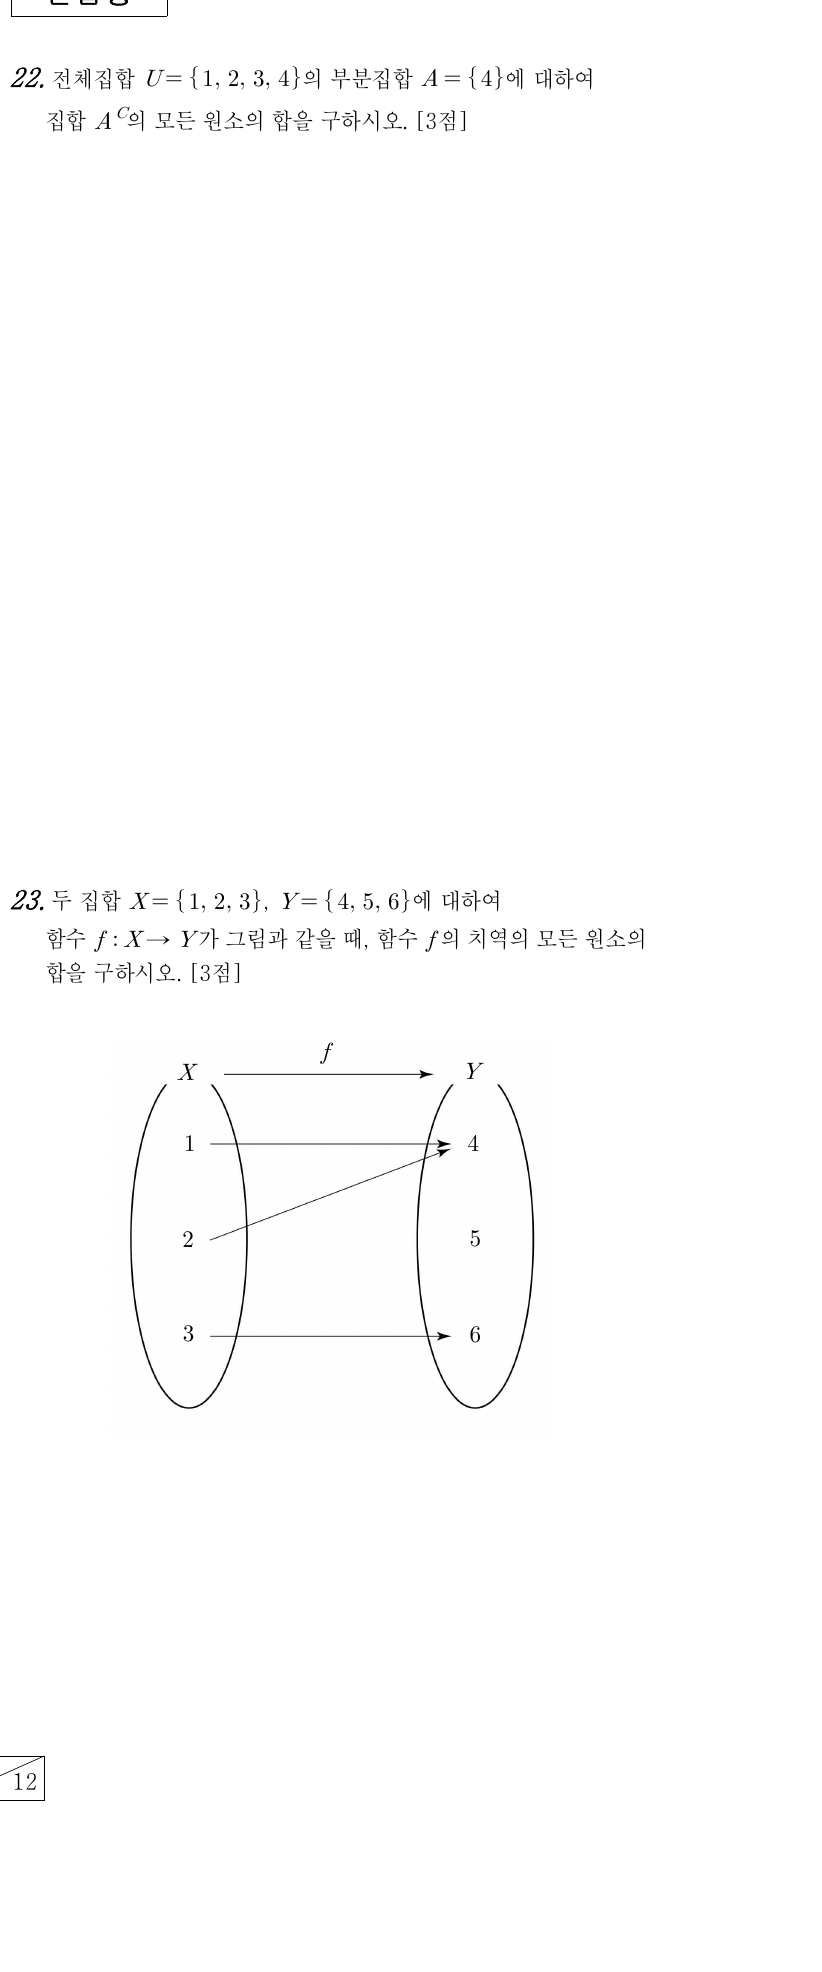 22. 전체집합 U={1, 2, 3, 4}의 부분집합 A={4}에 대하여
집합 A^C의 모든 원소의 합을 구하시오. [3점]
23. 두 집합 X={1, 2, 3}, Y={4, 5, 6}에 대하여
함수 f : X→Y가 그림과 같을 때, 함수 f의 치역의 모든 원소의
합을 구하시오. [3점]
f
X Y
1 4
2 5
3 6
12